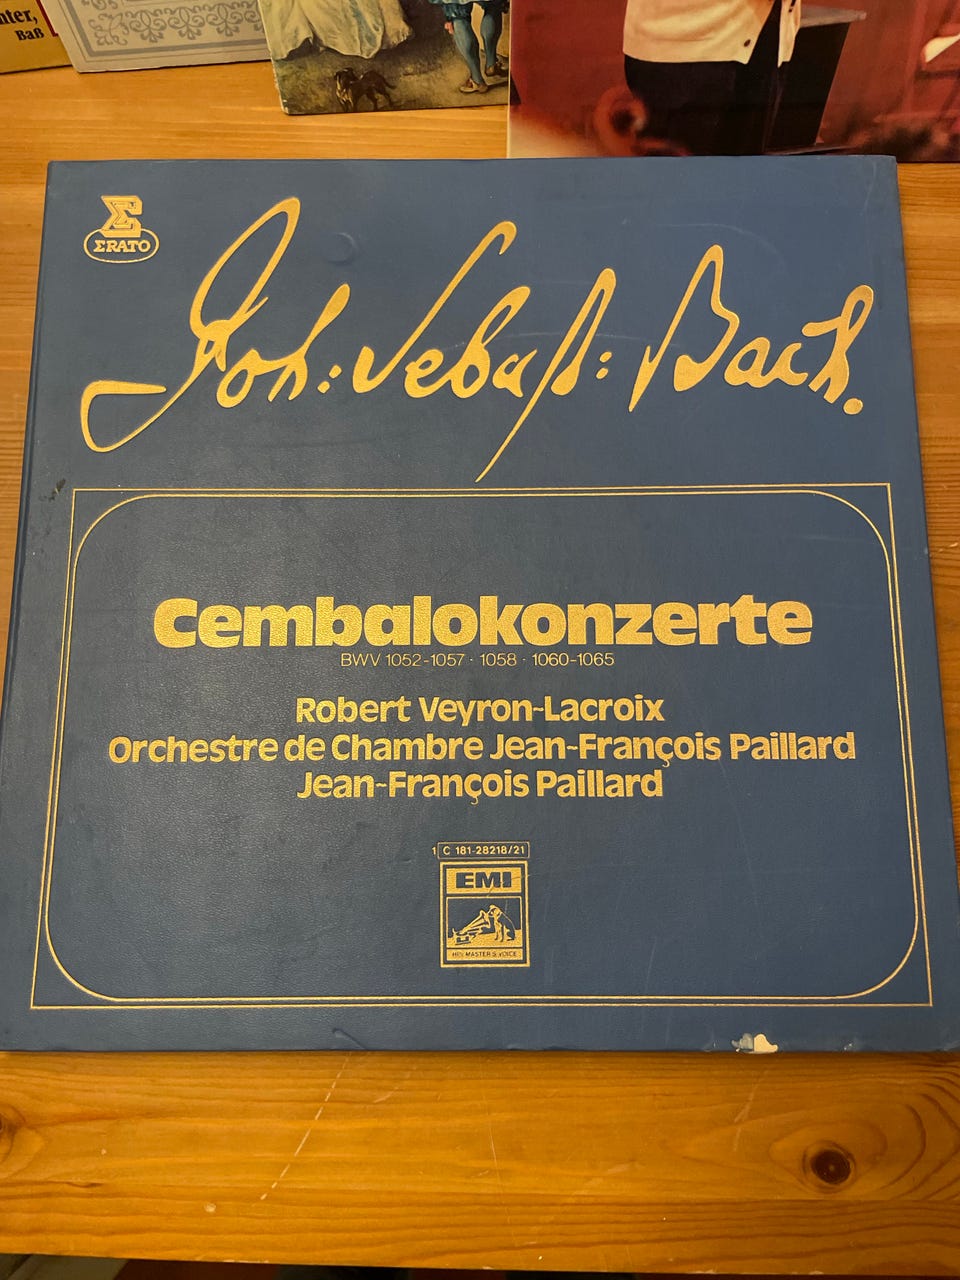 nter,
Baß
ΣRATO
Joh: Sebaſt: Bach.
Cembalokonzerte
BWV 1052-1057 · 1058 · 1060-1065
Robert Veyron-Lacroix
Orchestre de Chambre Jean-François Paillard
Jean-François Paillard
1 C 181-28218/21
EMI
HIS MASTER'S VOICE